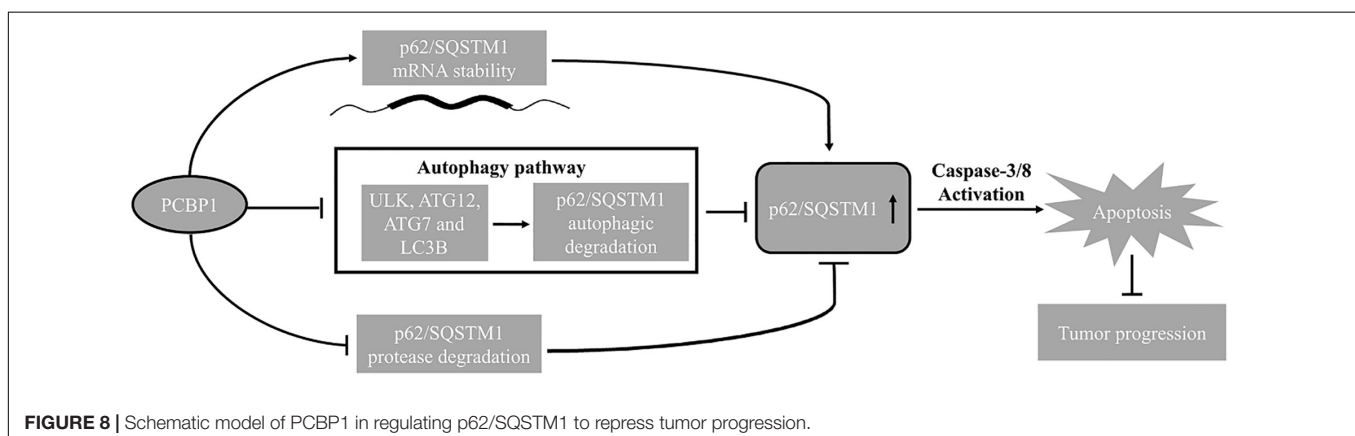 p62/SQSTM1
mRNA stability
Autophagy pathway
PCBP1
ULK, ATG12,
ATG7 and
LC3B
p62/SQSTM1
autophagic
degradation
p62/SQSTM1
Caspase-3/8
Activation
Apoptosis
p62/SQSTM1
protease degradation
Tumor progression
FIGURE 8 | Schematic model of PCBP1 in regulating p62/SQSTM1 to repress tumor progression.